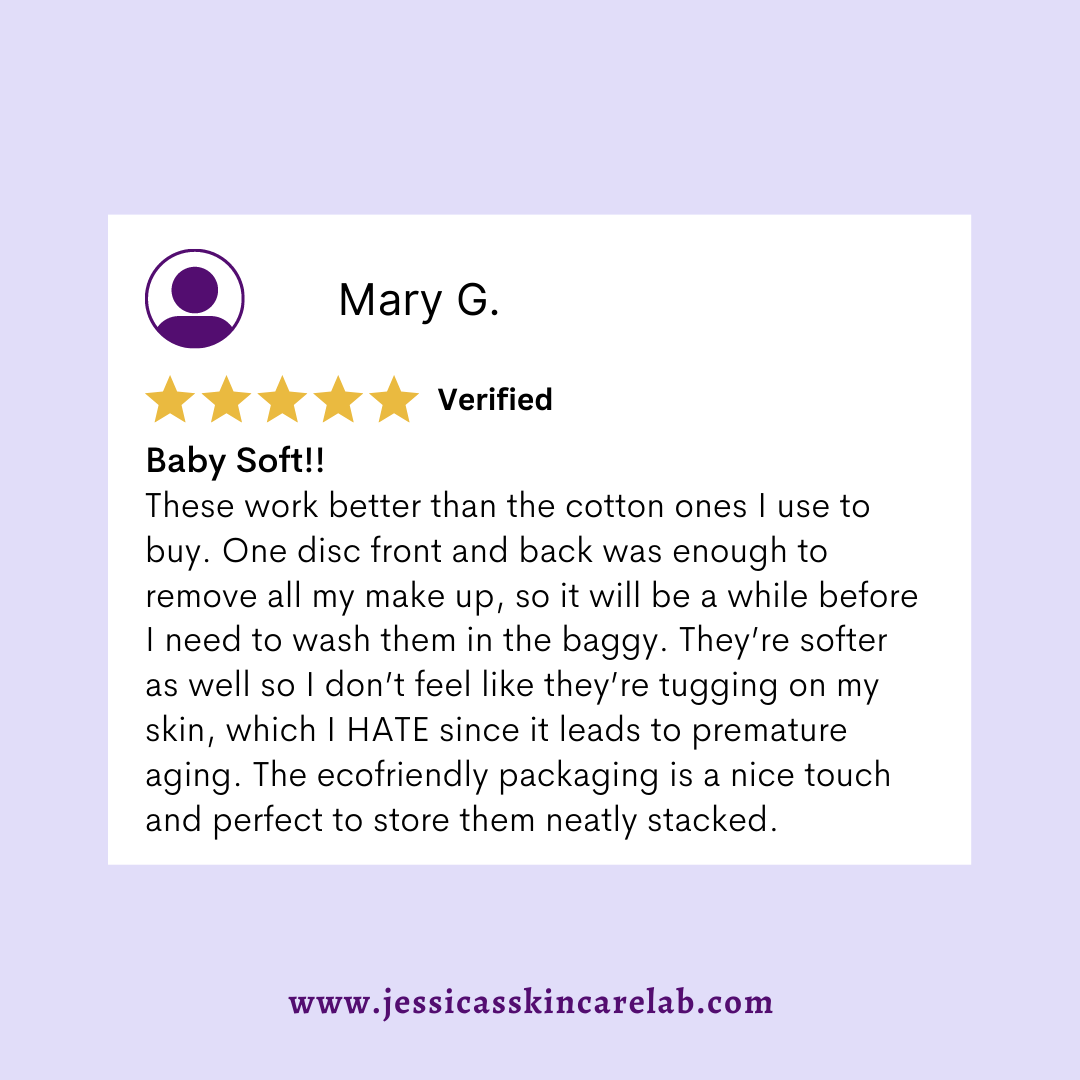 Mary G.
Verified
Baby Soft!!
These work better than the cotton ones I use to
buy. One disc front and back was enough to
remove all my make up, so it will be a while before
I need to wash them in the baggy. They’re softer
as well so I don’t feel like they’re tugging on my
skin, which I HATE since it leads to premature
aging. The ecofriendly packaging is a nice touch
and perfect to store them neatly stacked.
www.jessicasskincarelab.com